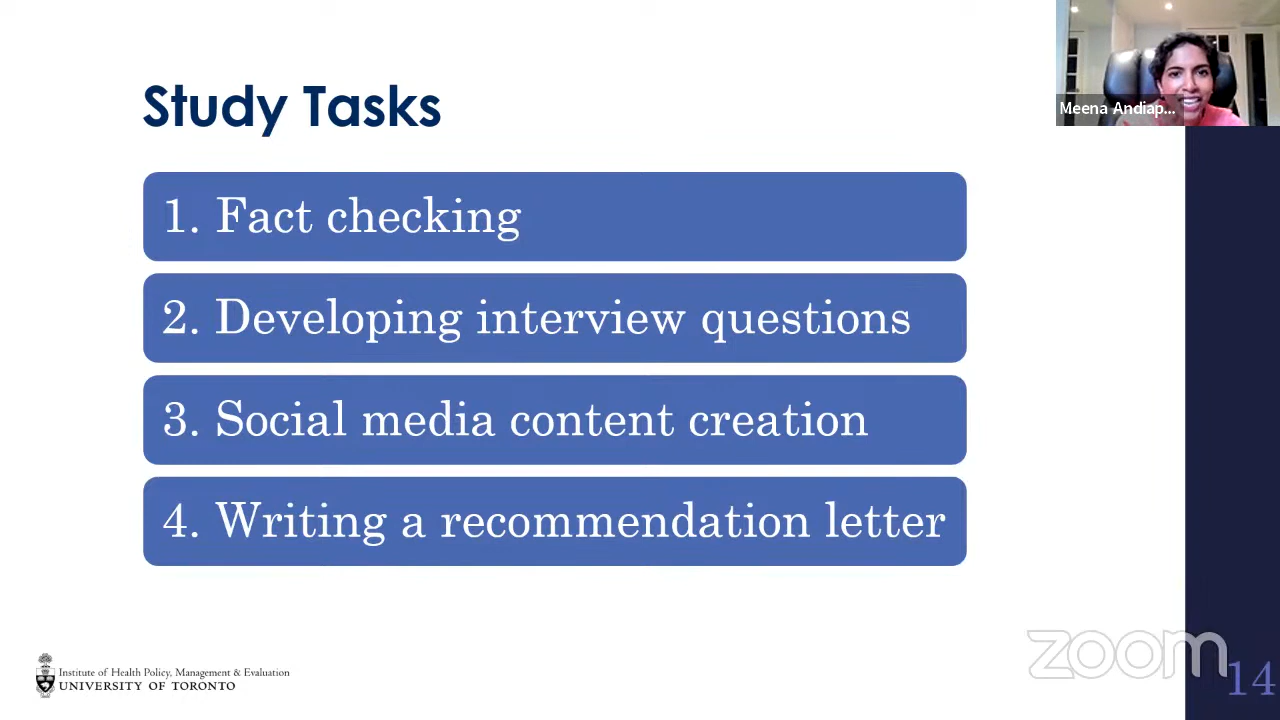 Study Tasks
Meena Andiap...
1. Fact checking
2. Developing interview questions
3. Social media content creation
4. Writing a recommendation letter
Institute of Health Policy, Management & Evaluation
UNIVERSITY OF TORONTO
zoom
14